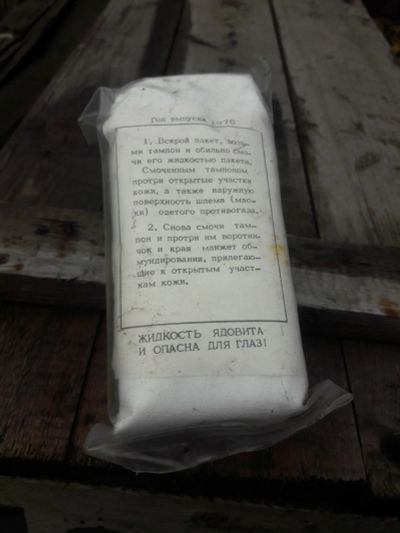 Год выпуска 1976
1. Вскрой пакет, возь-
ми тампон и обильно смо-
чи его жидкостью пакета.
Смоченным тампоном
протри открытые участки
кожи, а также наружную
поверхность шлема (мас-
ки) одетого противогаза.
2. Снова смочи там-
пон и протри им воротни-
чок и края манжет об-
мундирования, прилегаю-
щие к открытым участ-
кам кожи.
ЖИДКОСТЬ ЯДОВИТА
И ОПАСНА ДЛЯ ГЛАЗ!